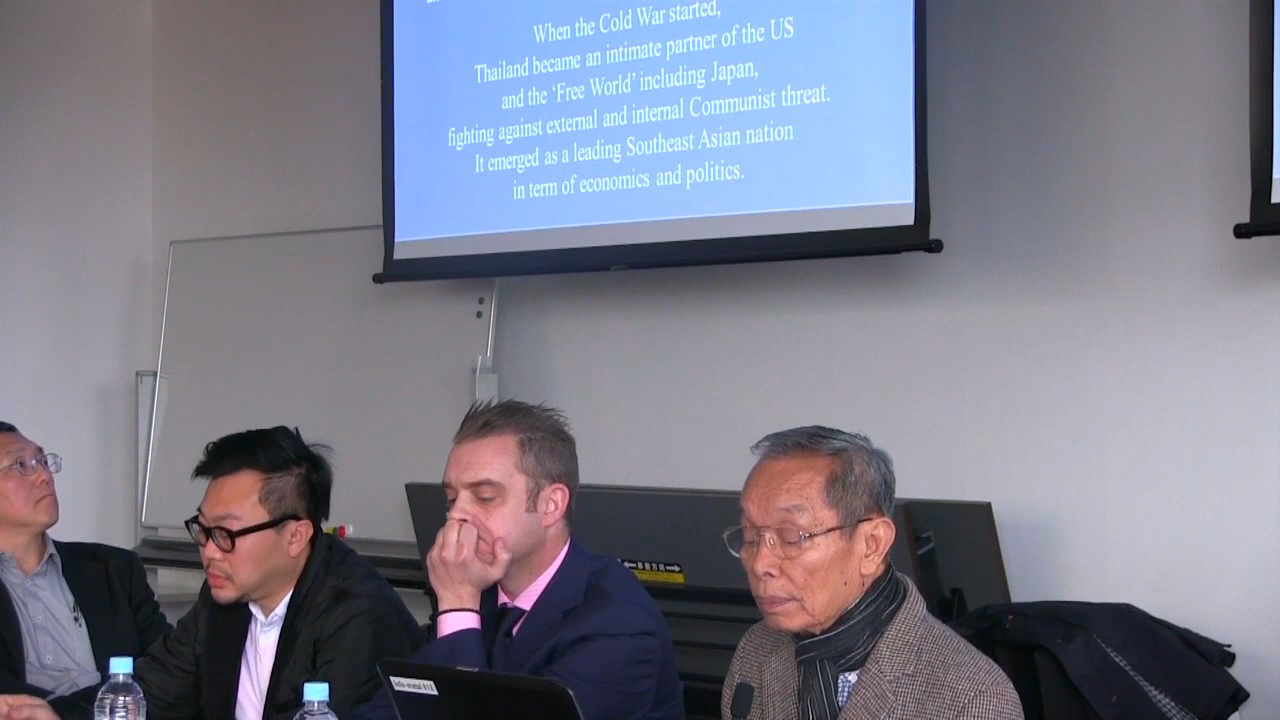 When the Cold War started,
Thailand became an intimate partner of the US
and the ‘Free World’ including Japan,
fighting against external and internal Communist threat.
It emerged as a leading Southeast Asian nation
in term of economics and politics.